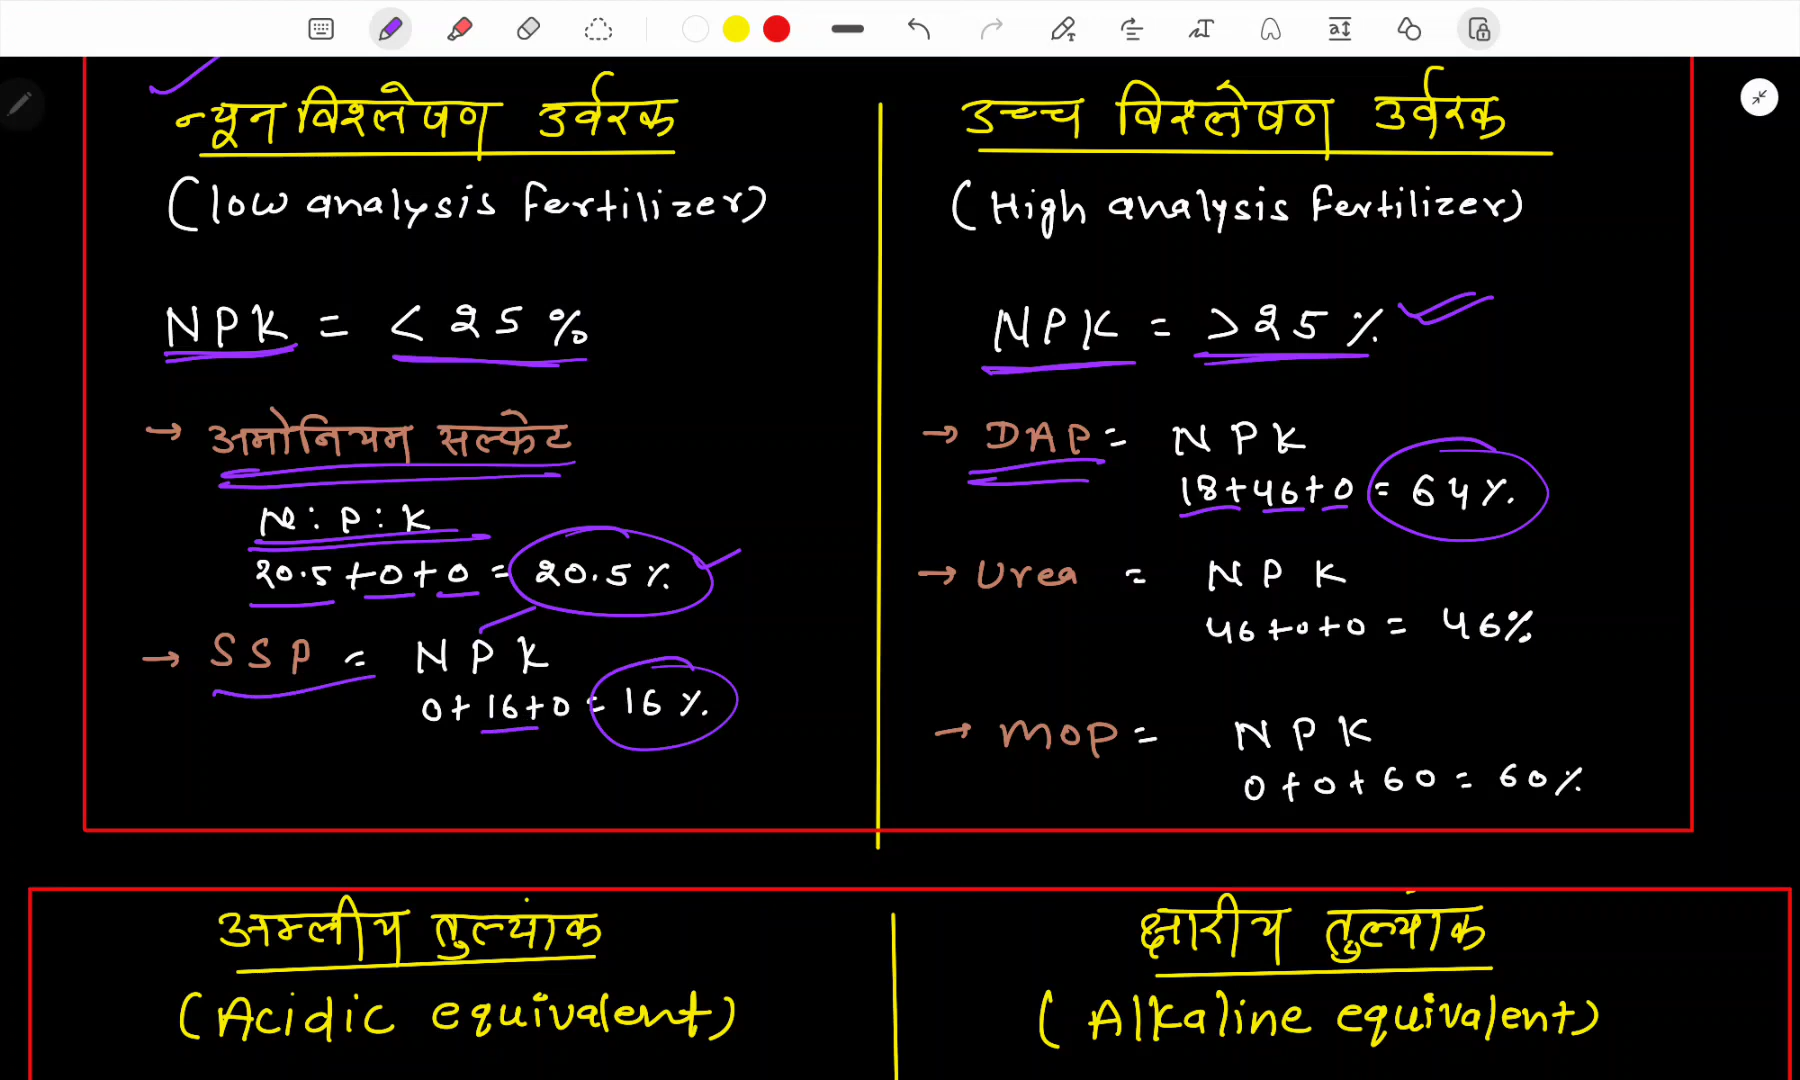 न्यून विश्लेषण उर्वरक
(low analysis fertilizer)
NPK = < 25 %
→ अमोनियम सल्फेट
N : P : K
20.5 + 0 + 0 = 20.5 %
→ SSP = N P K
0 + 16 + 0 = 16 %
उच्च विश्लेषण उर्वरक
(High analysis fertilizer)
NPK = > 25 %
→ DAP = N P K
18 + 46 + 0 = 64 %
→ Urea = N P K
46 + 0 + 0 = 46%
→ MOP = N P K
0 + 0 + 60 = 60 %
अम्लीय तुल्यांक
(Acidic equivalent)
क्षारीय तुल्यांक
(Alkaline equivalent)